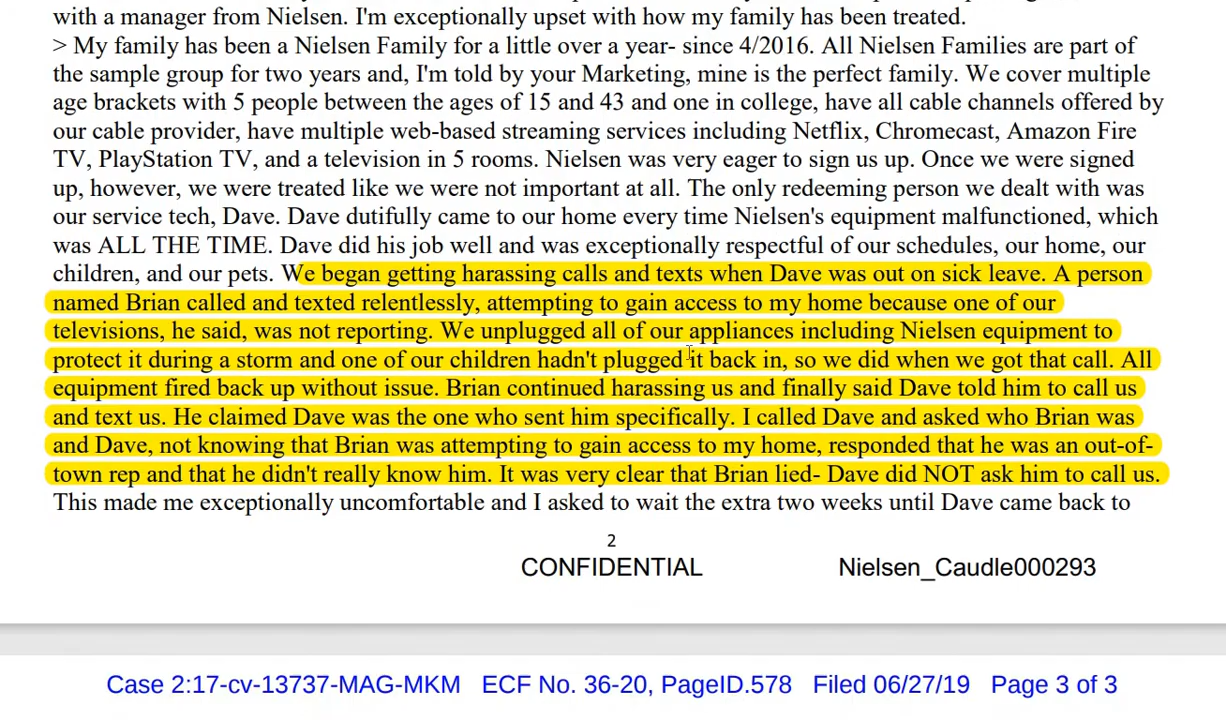 with a manager from Nielsen. I'm exceptionally upset with how my family has been treated.
> My family has been a Nielsen Family for a little over a year- since 4/2016. All Nielsen Families are part of
the sample group for two years and, I'm told by your Marketing, mine is the perfect family. We cover multiple
age brackets with 5 people between the ages of 15 and 43 and one in college, have all cable channels offered by
our cable provider, have multiple web-based streaming services including Netflix, Chromecast, Amazon Fire
TV, PlayStation TV, and a television in 5 rooms. Nielsen was very eager to sign us up. Once we were signed
up, however, we were treated like we were not important at all. The only redeeming person we dealt with was
our service tech, Dave. Dave dutifully came to our home every time Nielsen's equipment malfunctioned, which
was ALL THE TIME. Dave did his job well and was exceptionally respectful of our schedules, our home, our
children, and our pets. We began getting harassing calls and texts when Dave was out on sick leave. A person
named Brian called and texted relentlessly, attempting to gain access to my home because one of our
televisions, he said, was not reporting. We unplugged all of our appliances including Nielsen equipment to
protect it during a storm and one of our children hadn't plugged it back in, so we did when we got that call. All
equipment fired back up without issue. Brian continued harassing us and finally said Dave told him to call us
and text us. He claimed Dave was the one who sent him specifically. I called Dave and asked who Brian was
and Dave, not knowing that Brian was attempting to gain access to my home, responded that he was an out-of-
town rep and that he didn't really know him. It was very clear that Brian lied- Dave did NOT ask him to call us.
This made me exceptionally uncomfortable and I asked to wait the extra two weeks until Dave came back to
2
CONFIDENTIAL Nielsen_Caudle000293
Case 2:17-cv-13737-MAG-MKM ECF No. 36-20, PageID.578 Filed 06/27/19 Page 3 of 3